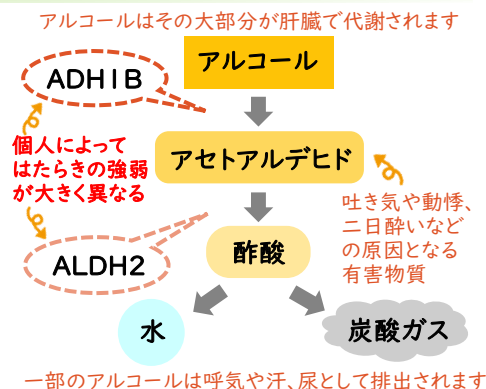 アルコールはその大部分が肝臓で代謝されます
アルコール
ADH1B
個人によって
はたらきの強弱
が大きく異なる
アセトアルデヒド
吐き気や動悸、
二日酔いなど
の原因となる
有害物質
ALDH2
酢酸
水
炭酸ガス
一部のアルコールは呼気や汗、尿として排出されます